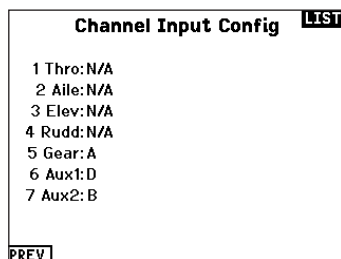 Channel Input Config
LIST
1 Thro: N/A
2 Aile: N/A
3 Elev: N/A
4 Rudd: N/A
5 Gear: A
6 Aux1: D
7 Aux2: B
PREV